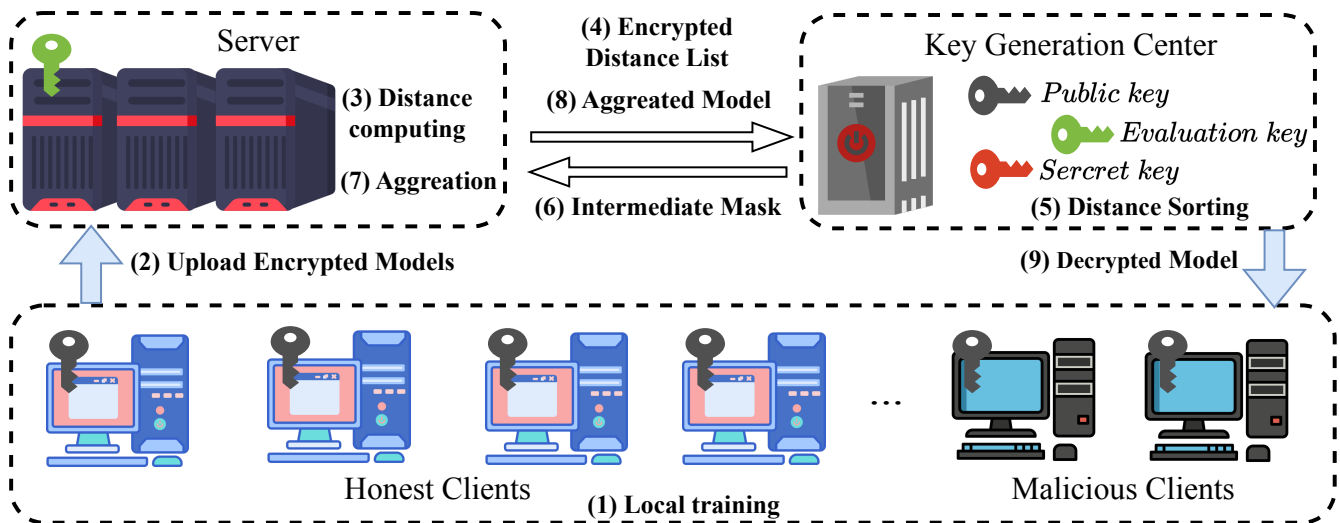 Server
(3) Distance
computing
(7) Aggreation
(4) Encrypted
Distance List
(8) Aggreated Model
(6) Intermediate Mask
Key Generation Center
Public key
Evaluation key
Sercret key
(5) Distance Sorting
(2) Upload Encrypted Models
(9) Decrypted Model
...
Honest Clients
(1) Local training
Malicious Clients